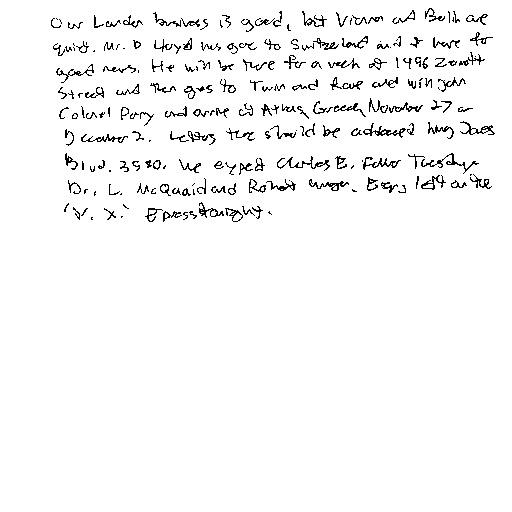 Our London business is good, but Vienna and Berlin are
quiet. Mr. D Lloyd has gone to Switzerland and I have for
good news. He will be there for a week at 1496 Zermott
Street and then goes to Turin and Rome and will join
Colonel Parry and arrive at Athens, Greece, November 27 or
December 2. Letters there should be addressed King James
Blvd. 3580. We expect Charles E. Fuller Tuesday.
Dr. L. McQuaid and Robert Unger, Esq., left on the
'Y. X.' Express tonight.